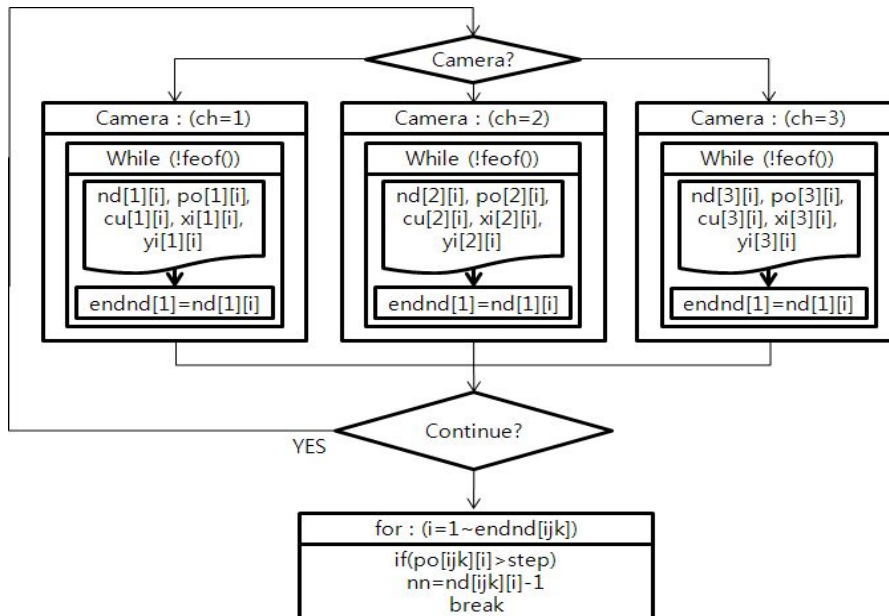 Camera?
Camera : (ch=1)
While (!feof())
nd[1][i], po[1][i],
cu[1][i], xi[1][i],
yi[1][i]
endnd[1]=nd[1][i]
Camera : (ch=2)
While (!feof())
nd[2][i], po[2][i],
cu[2][i], xi[2][i],
yi[2][i]
endnd[1]=nd[1][i]
Camera : (ch=3)
While (!feof())
nd[3][i], po[3][i],
cu[3][i], xi[3][i],
yi[3][i]
endnd[1]=nd[1][i]
Continue?
YES
for : (i=1~endnd[ijk])
if(po[ijk][i]>step)
nn=nd[ijk][i]-1
break